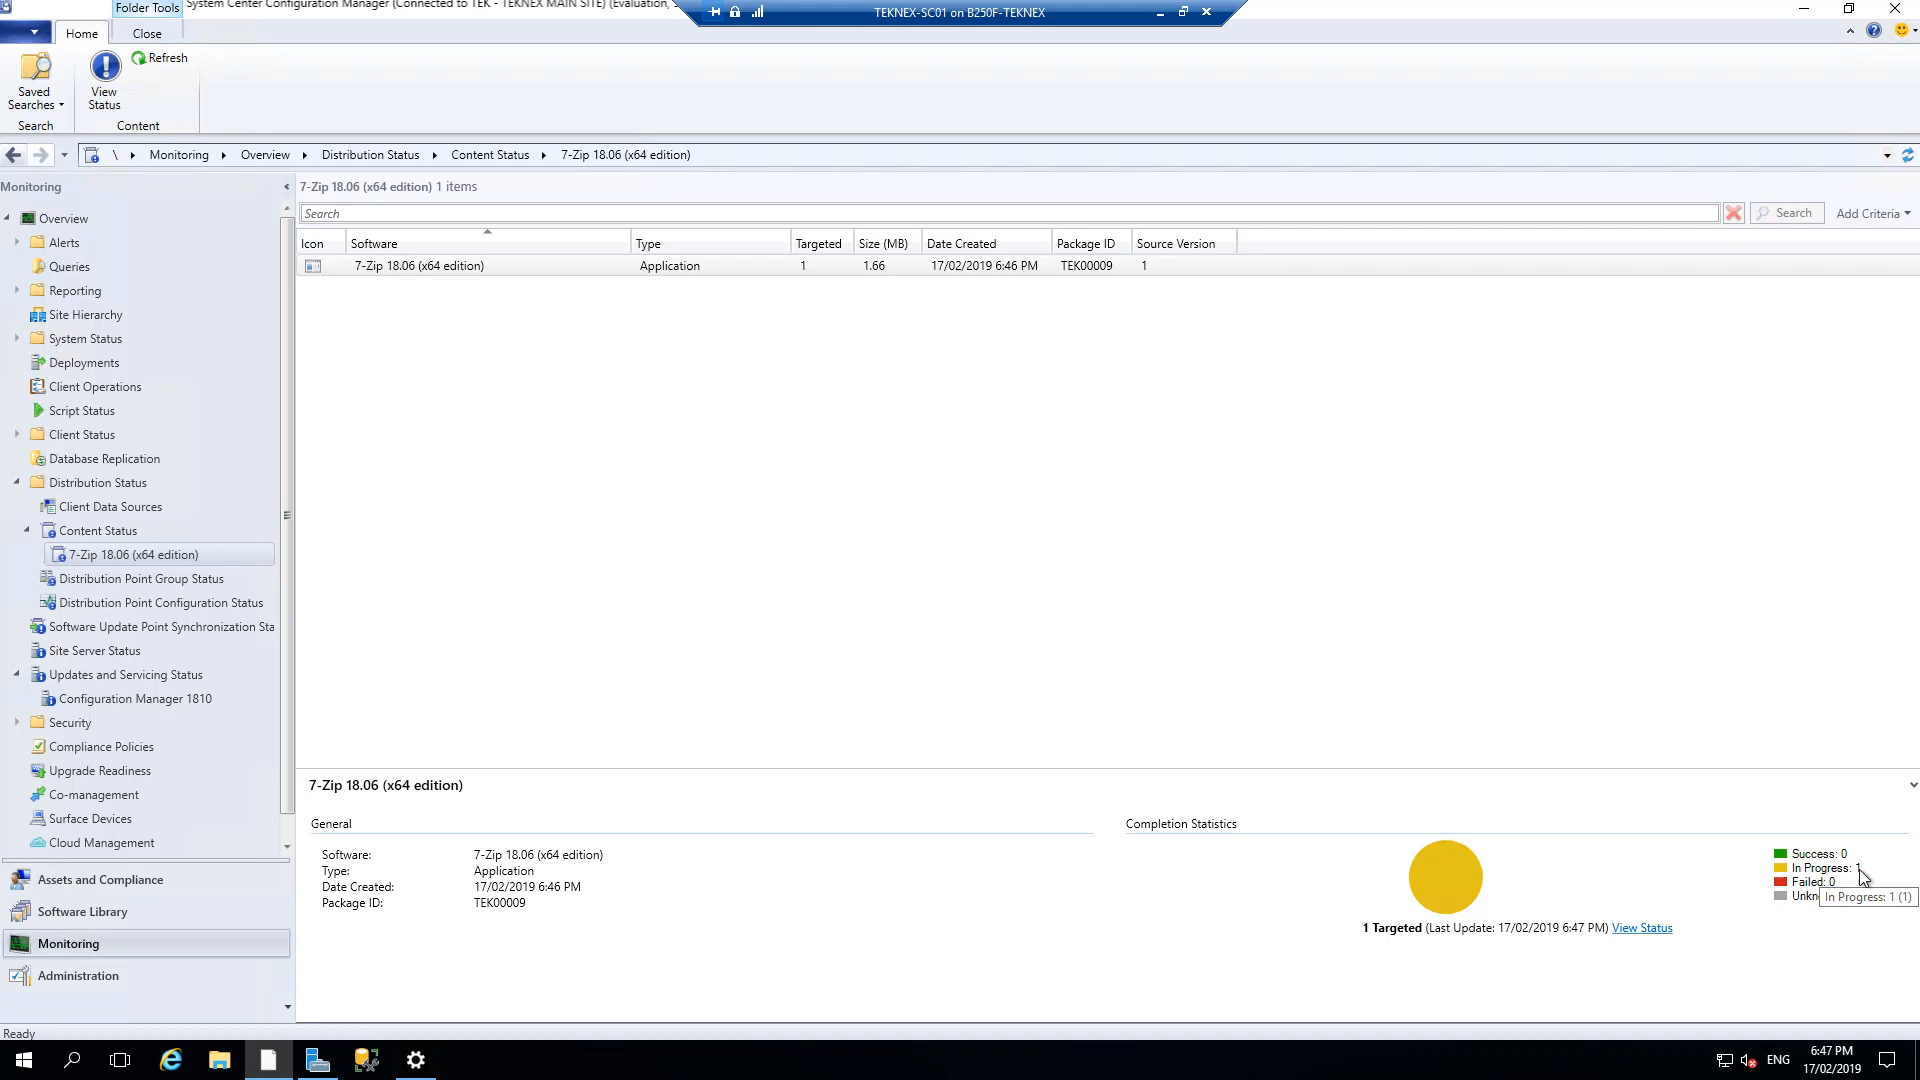 Folder Tools
System Center Configuration Manager (Connected to TEK - TEKNEX MAIN SITE) (Evaluation,
TEKNEX-SC01 on B250F-TEKNEX
Home
Close
Saved Searches
View Status
Refresh
Search
Content
\ Monitoring Overview Distribution Status Content Status 7-Zip 18.06 (x64 edition)
Monitoring
Overview
Alerts
Queries
Reporting
Site Hierarchy
System Status
Deployments
Client Operations
Script Status
Client Status
Database Replication
Distribution Status
Client Data Sources
Content Status
7-Zip 18.06 (x64 edition)
Distribution Point Group Status
Distribution Point Configuration Status
Software Update Point Synchronization Sta
Site Server Status
Updates and Servicing Status
Configuration Manager 1810
Security
Compliance Policies
Upgrade Readiness
Co-management
Surface Devices
Cloud Management
Assets and Compliance
Software Library
Monitoring
Administration
7-Zip 18.06 (x64 edition) 1 items
Search
Search
Add Criteria
Icon Software Type Targeted Size (MB) Date Created Package ID Source Version
7-Zip 18.06 (x64 edition) Application 1 1.66 17/02/2019 6:46 PM TEK00009 1
7-Zip 18.06 (x64 edition)
General
Software: 7-Zip 18.06 (x64 edition)
Type: Application
Date Created: 17/02/2019 6:46 PM
Package ID: TEK00009
Completion Statistics
Success: 0
In Progress: 1
Failed: 0
Unkn
In Progress: 1 (1)
1 Targeted (Last Update: 17/02/2019 6:47 PM) View Status
Ready
ENG
6:47 PM
17/02/2019